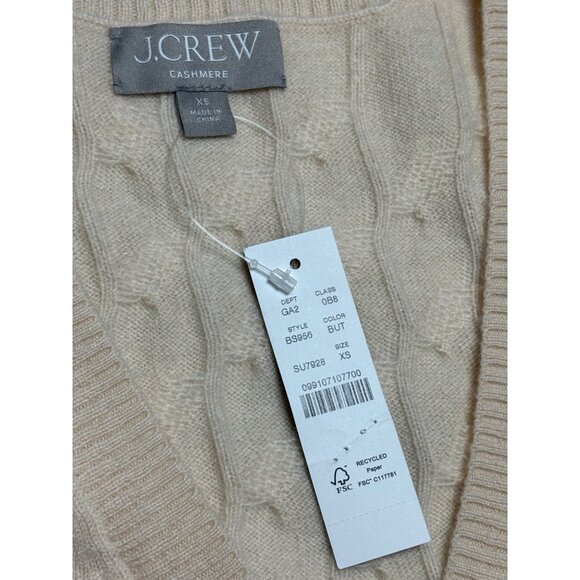 J.CREW
CASHMERE
XS
MADE IN
CHINA
DEPT CLASS
GA2 0B8
STYLE COLOR
BS956 BUT
SIZE
SU7928 XS
099107107700
RECYCLED
Paper
FSC® C117781
FSC